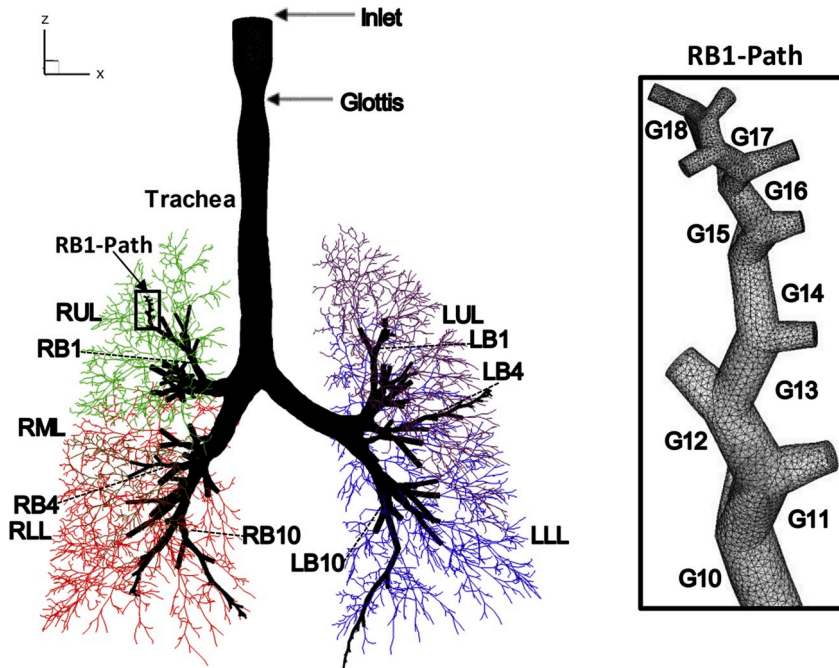 z
x
Inlet
Glottis
Trachea
RB1-Path
RUL
RB1
RML
RB4
RLL
RB10
LUL
LB1
LB4
LB10
LLL
RB1-Path
G18
G17
G16
G15
G14
G13
G12
G11
G10